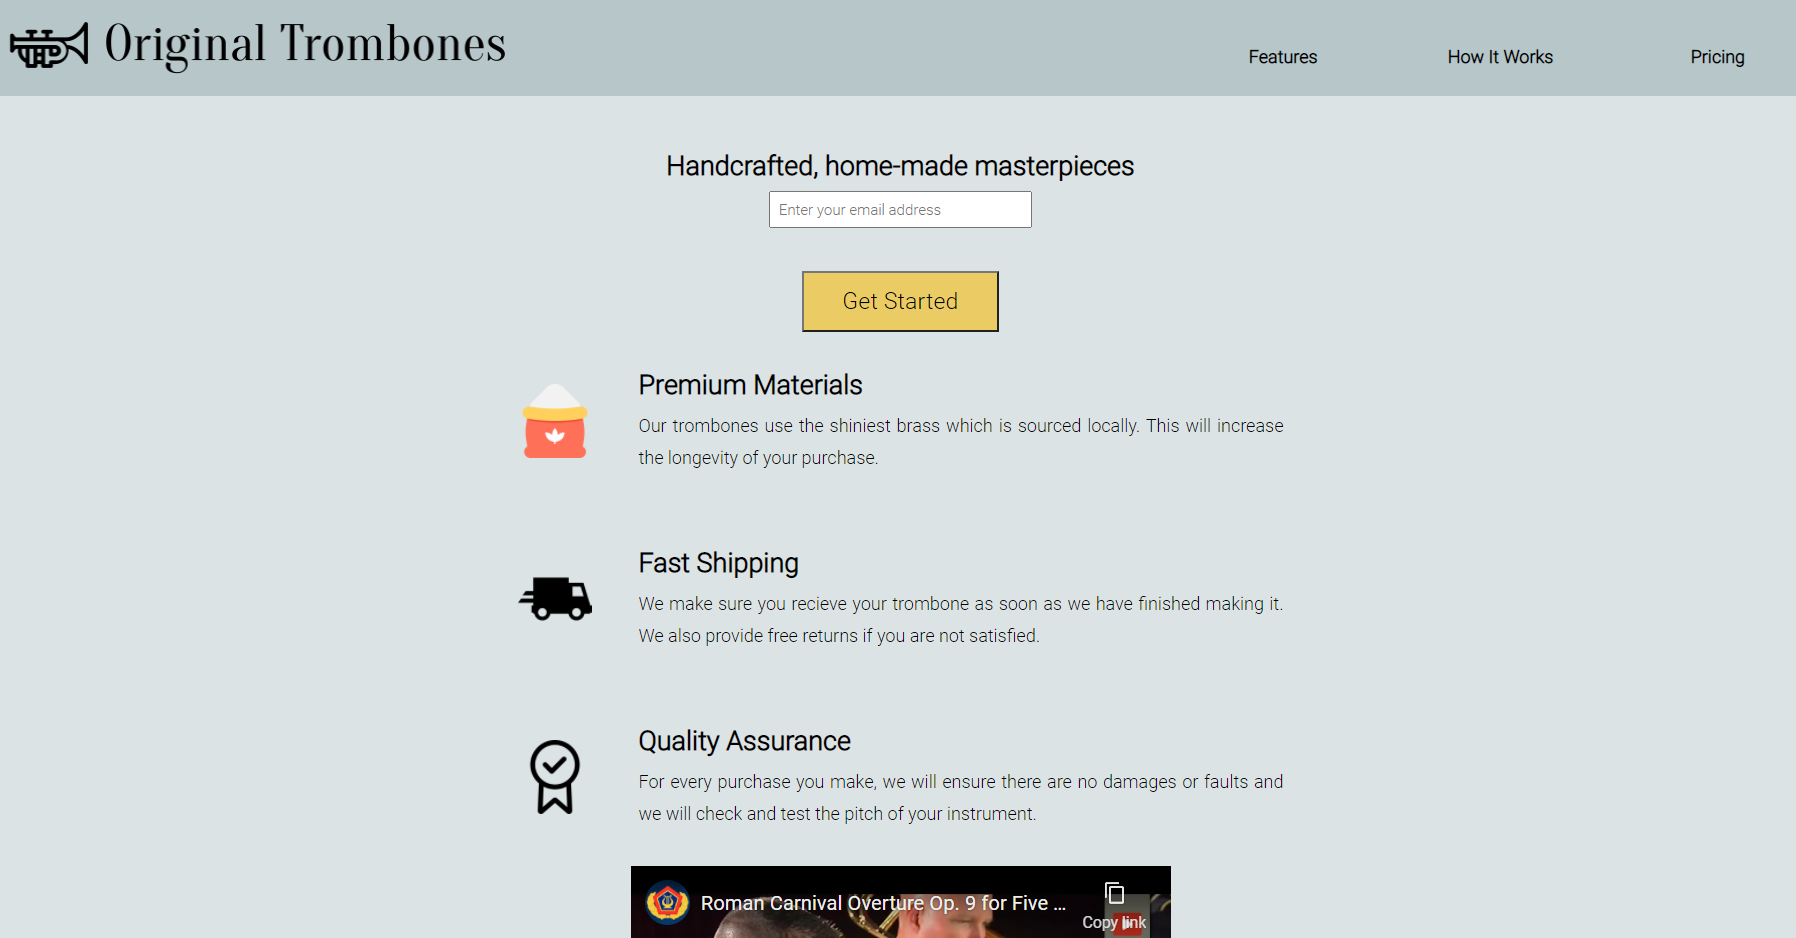 Original Trombones
Features
How It Works
Pricing
Handcrafted, home-made masterpieces
Enter your email address
Get Started
Premium Materials
Our trombones use the shiniest brass which is sourced locally. This will increase
the longevity of your purchase.
Fast Shipping
We make sure you recieve your trombone as soon as we have finished making it.
We also provide free returns if you are not satisfied.
Quality Assurance
For every purchase you make, we will ensure there are no damages or faults and
we will check and test the pitch of your instrument.
Roman Carnival Overture Op. 9 for Five ...
Copy link